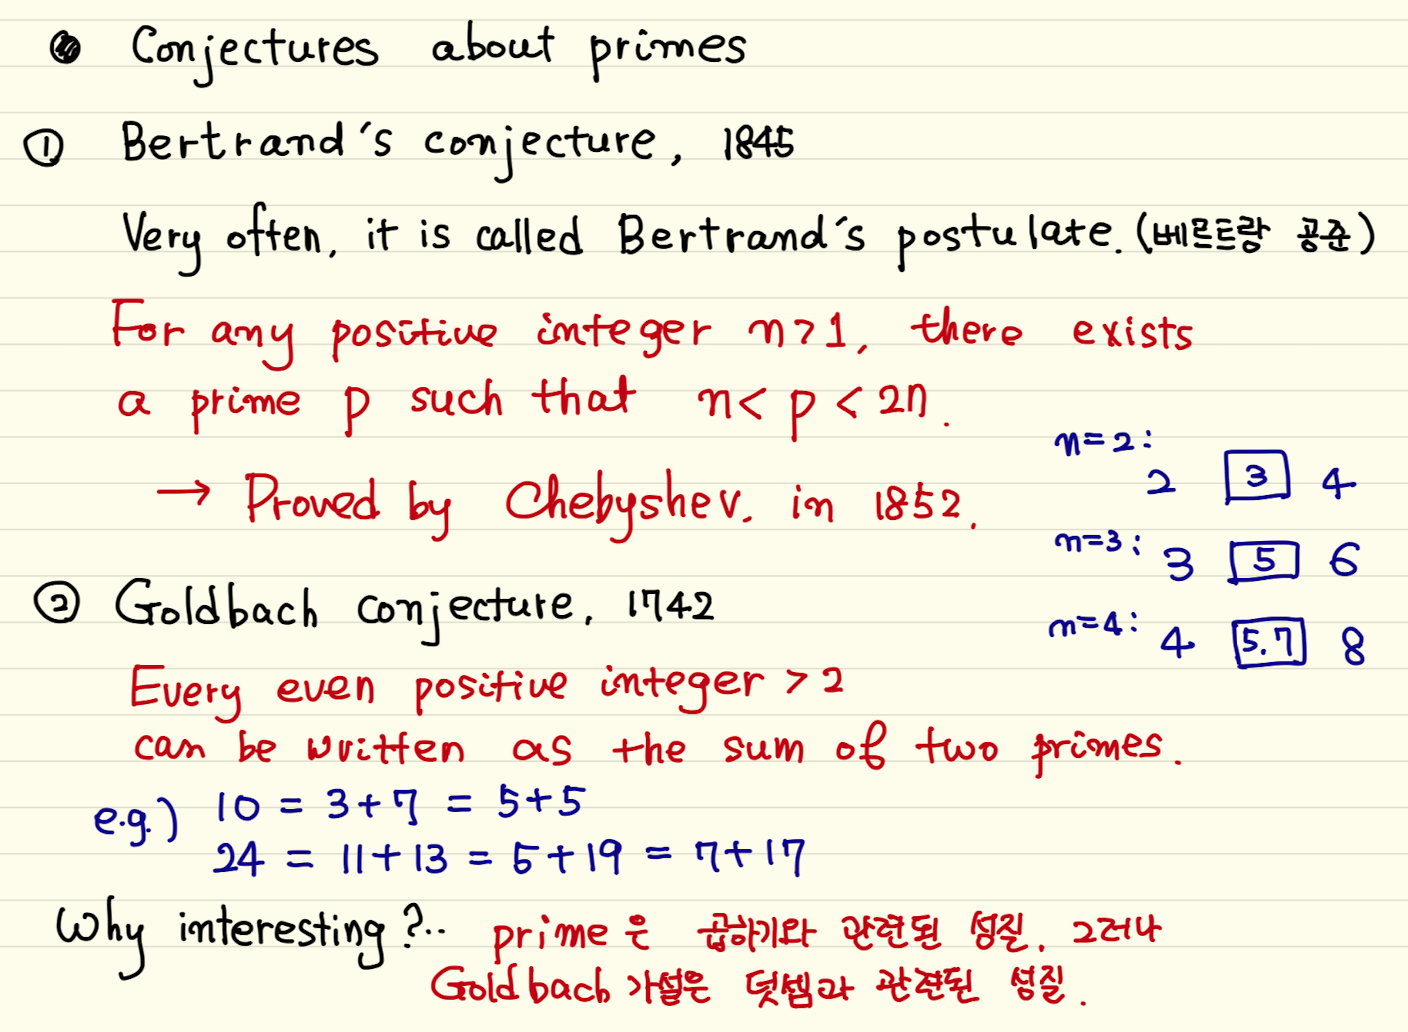 • Conjectures about primes
① Bertrand's conjecture, 1845
Very often, it is called Bertrand's postulate. (베르트랑 공준)
For any positive integer n>1, there exists
a prime p such that n < p < 2n.
→ Proved by Chebyshev. in 1852.
n=2:
2 3 4
n=3:
3 5 6
n=4:
4 5. 7 8
② Goldbach conjecture, 1742
Every even positive integer > 2
can be written as the sum of two primes.
e.g.) 10 = 3+7 = 5+5
24 = 11+13 = 5+19 = 7+17
Why interesting?.. prime은 곱하기와 관련된 성질. 그러나
Goldbach 가설은 덧셈과 관련된 성질.